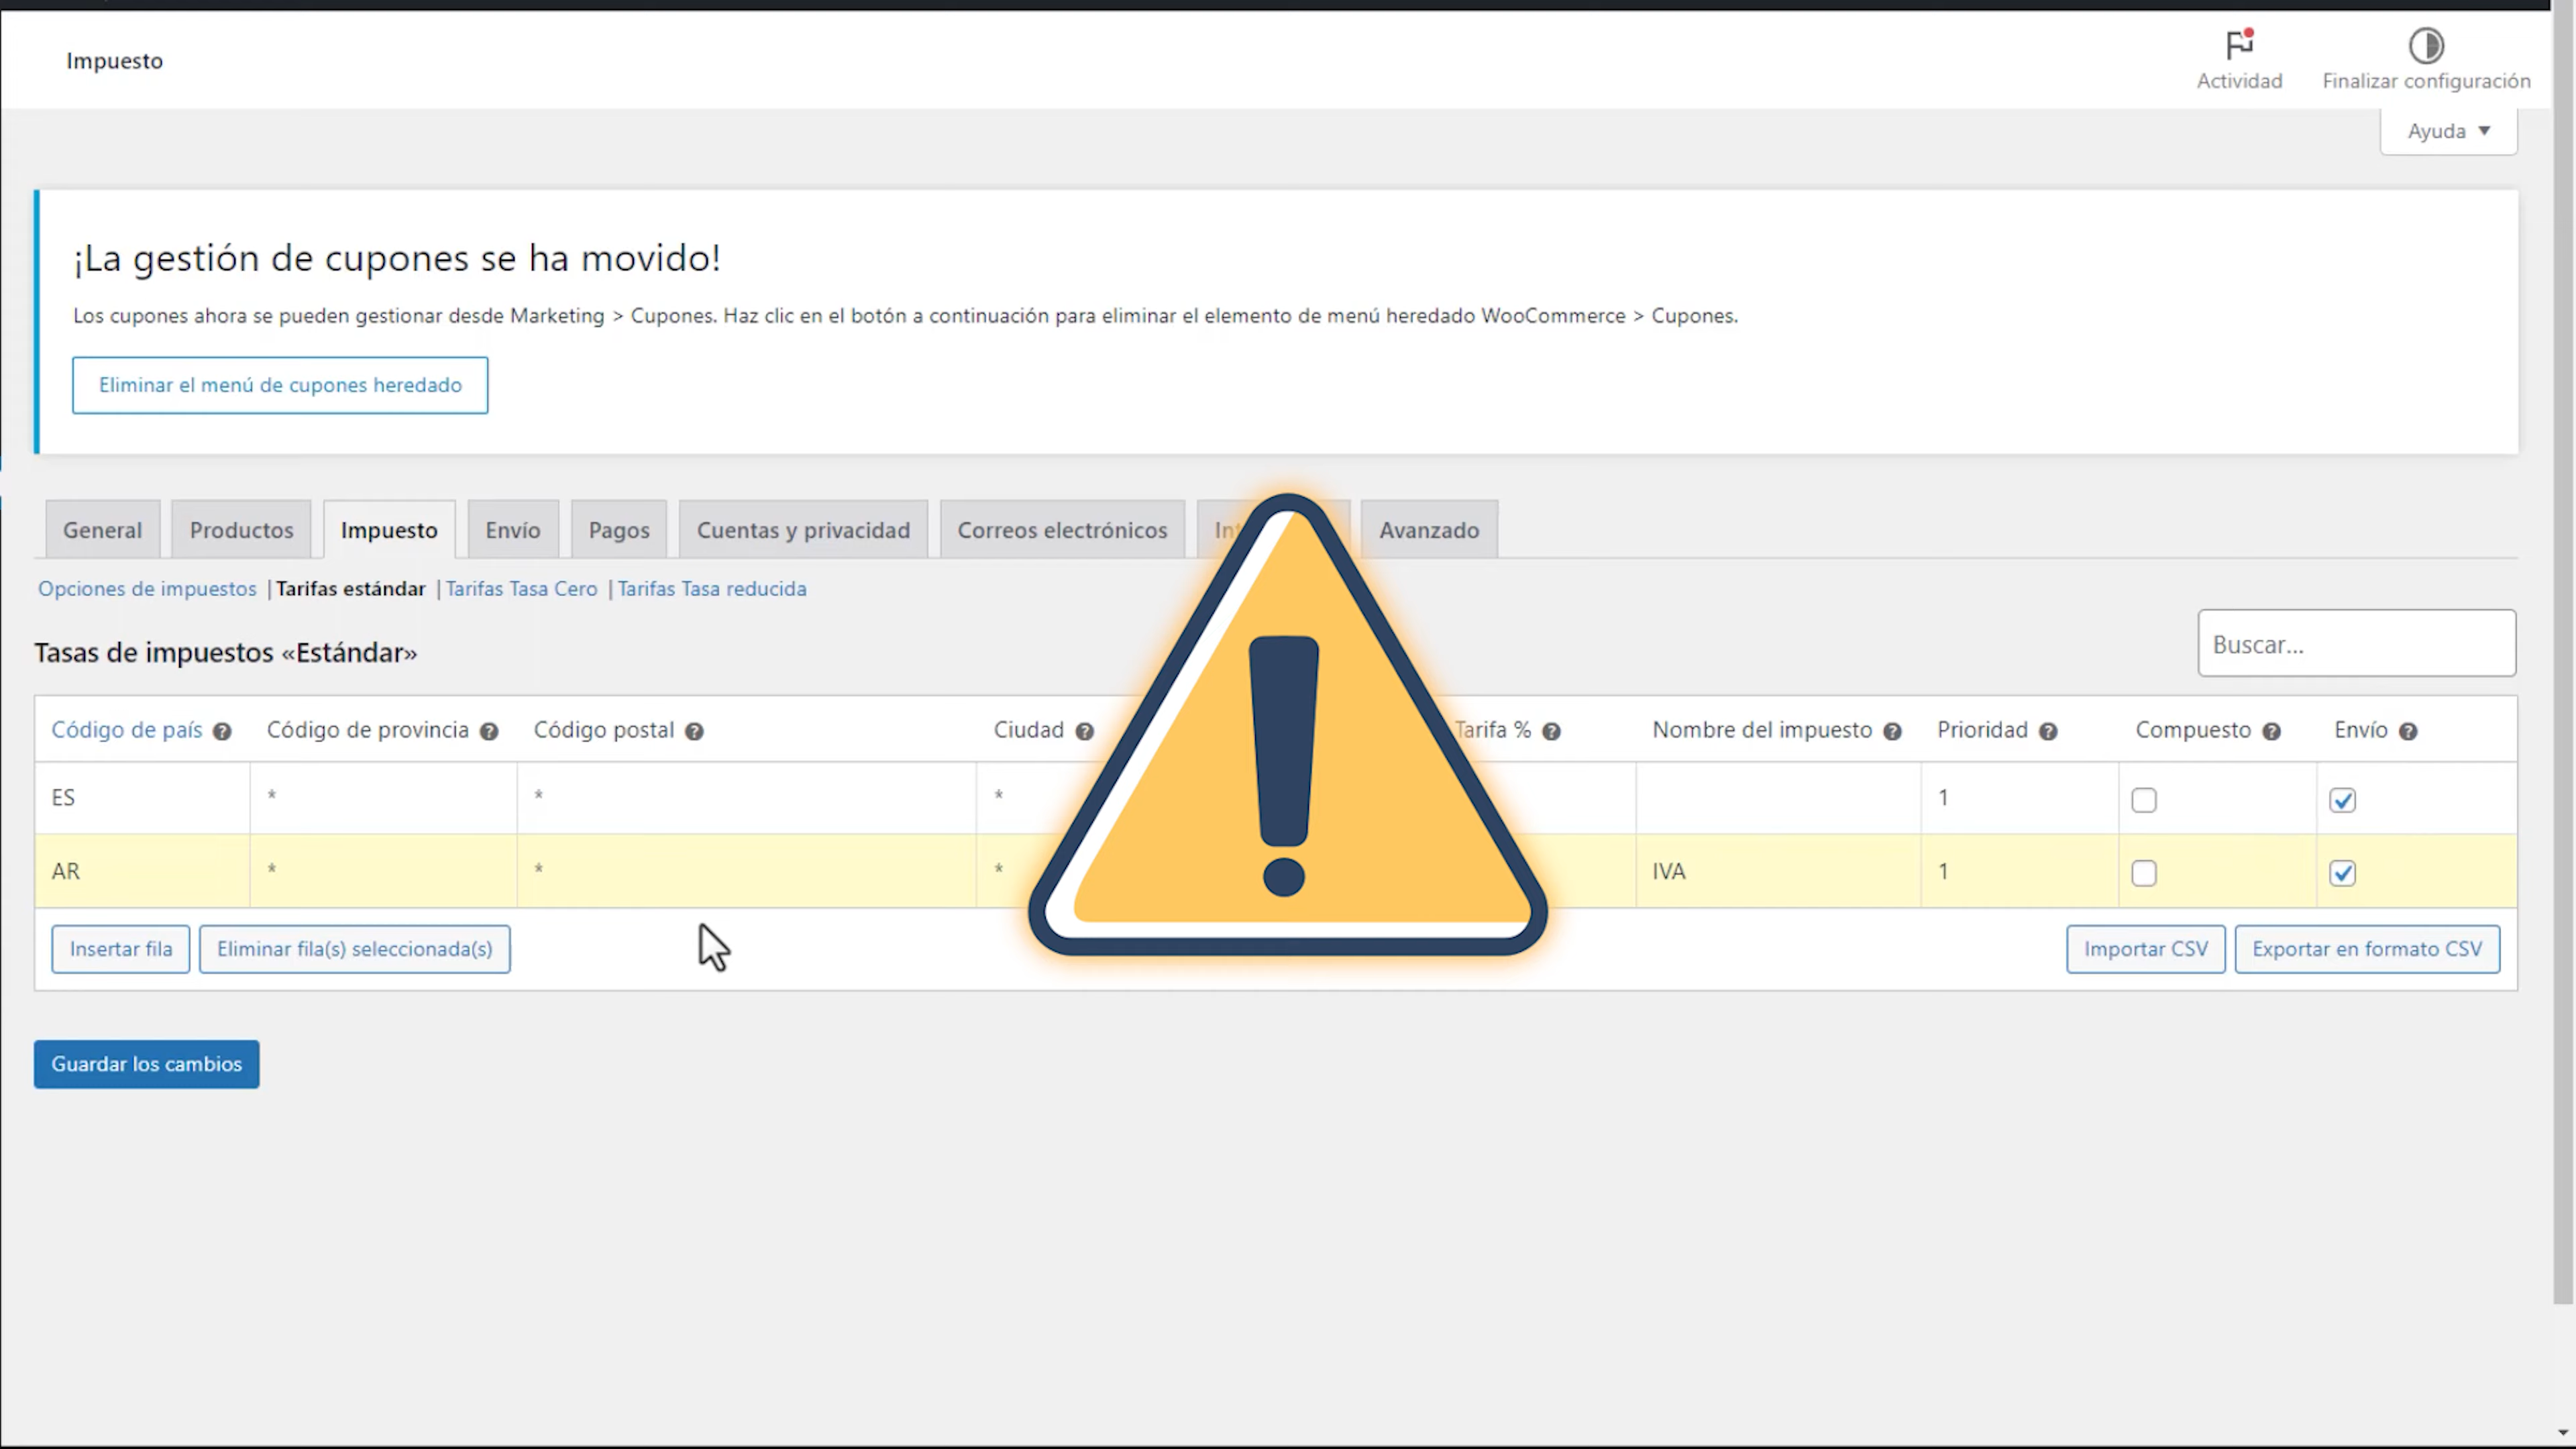 Impuesto
Actividad
Finalizar configuración
Ayuda
¡La gestión de cupones se ha movido!
Los cupones ahora se pueden gestionar desde Marketing > Cupones. Haz clic en el botón a continuación para eliminar el elemento de menú heredado WooCommerce > Cupones.
Eliminar el menú de cupones heredado
General Productos Impuesto Envío Pagos Cuentas y privacidad Correos electrónicos Avanzado
Opciones de impuestos | Tarifas estándar | Tarifas Tasa Cero | Tarifas Tasa reducida
Tasas de impuestos «Estándar»
Buscar...
Código de país Código de provincia Código postal Ciudad Tarifa % Nombre del impuesto Prioridad Compuesto Envío
ES * * * 1
AR * * * IVA 1
Insertar fila Eliminar fila(s) seleccionada(s) Importar CSV Exportar en formato CSV
Guardar los cambios